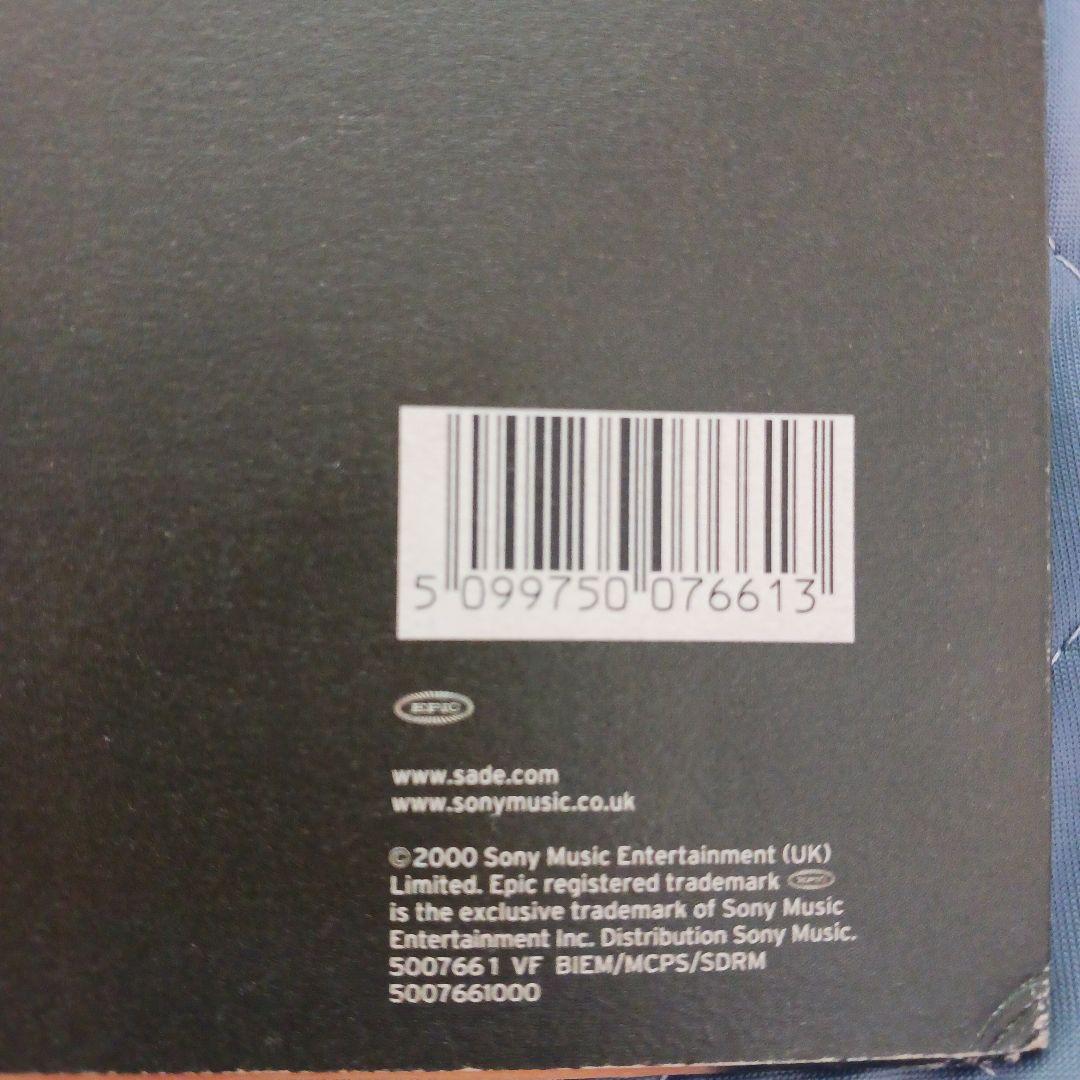 5 099750 076613
EPIC
www.sade.com
www.sonymusic.co.uk
©2000 Sony Music Entertainment (UK)
Limited. Epic registered trademark EPIC
is the exclusive trademark of Sony Music
Entertainment Inc. Distribution Sony Music.
5007661 VF BIEM/MCPS/SDRM
5007661000